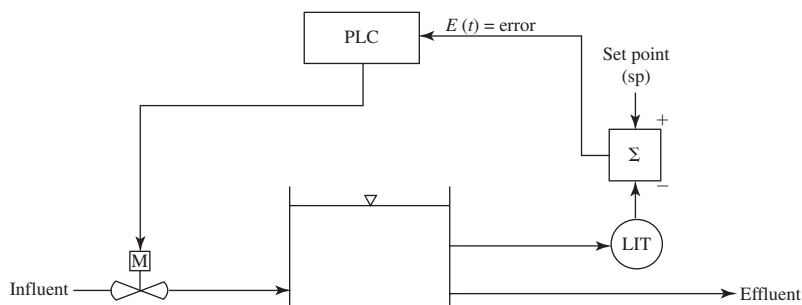 PLC
E (t) = error
Set point
(sp)
+
Σ
−
M
LIT
Influent
Effluent